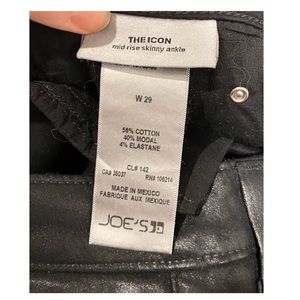 THE ICON
mid rise skinny ankle
W 29
56% COTTON
40% MODAL
4% ELASTANE
CL# 142
CA# 35037 RN# 106214
MADE IN MEXICO
FABRIQUE AUX MEXIQUE
JOE'S